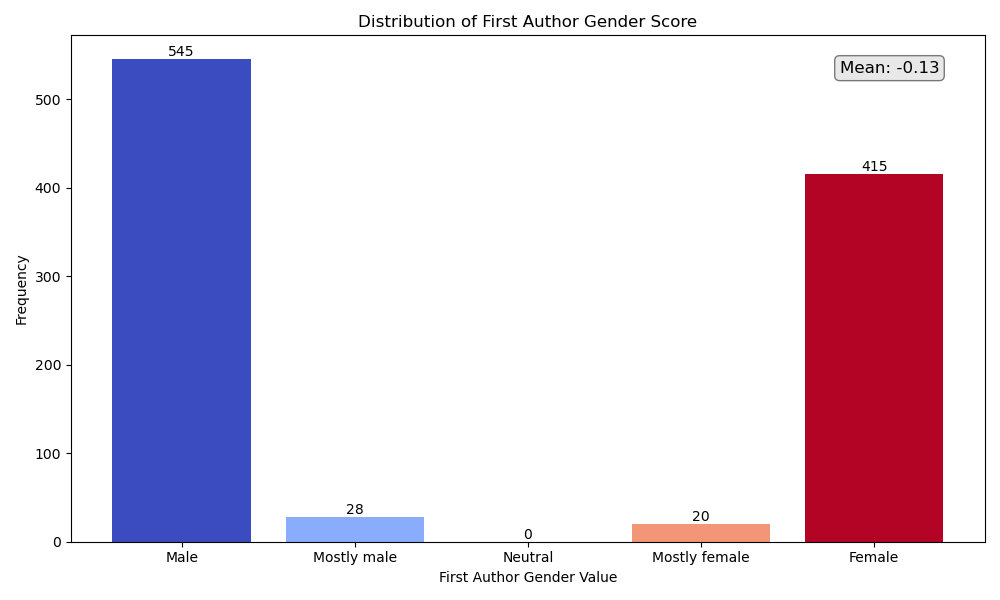 Distribution of First Author Gender Score
Mean: -0.13
545
28
0
20
415
500
400
300
200
100
0
Frequency
Male
Mostly male
Neutral
Mostly female
Female
First Author Gender Value